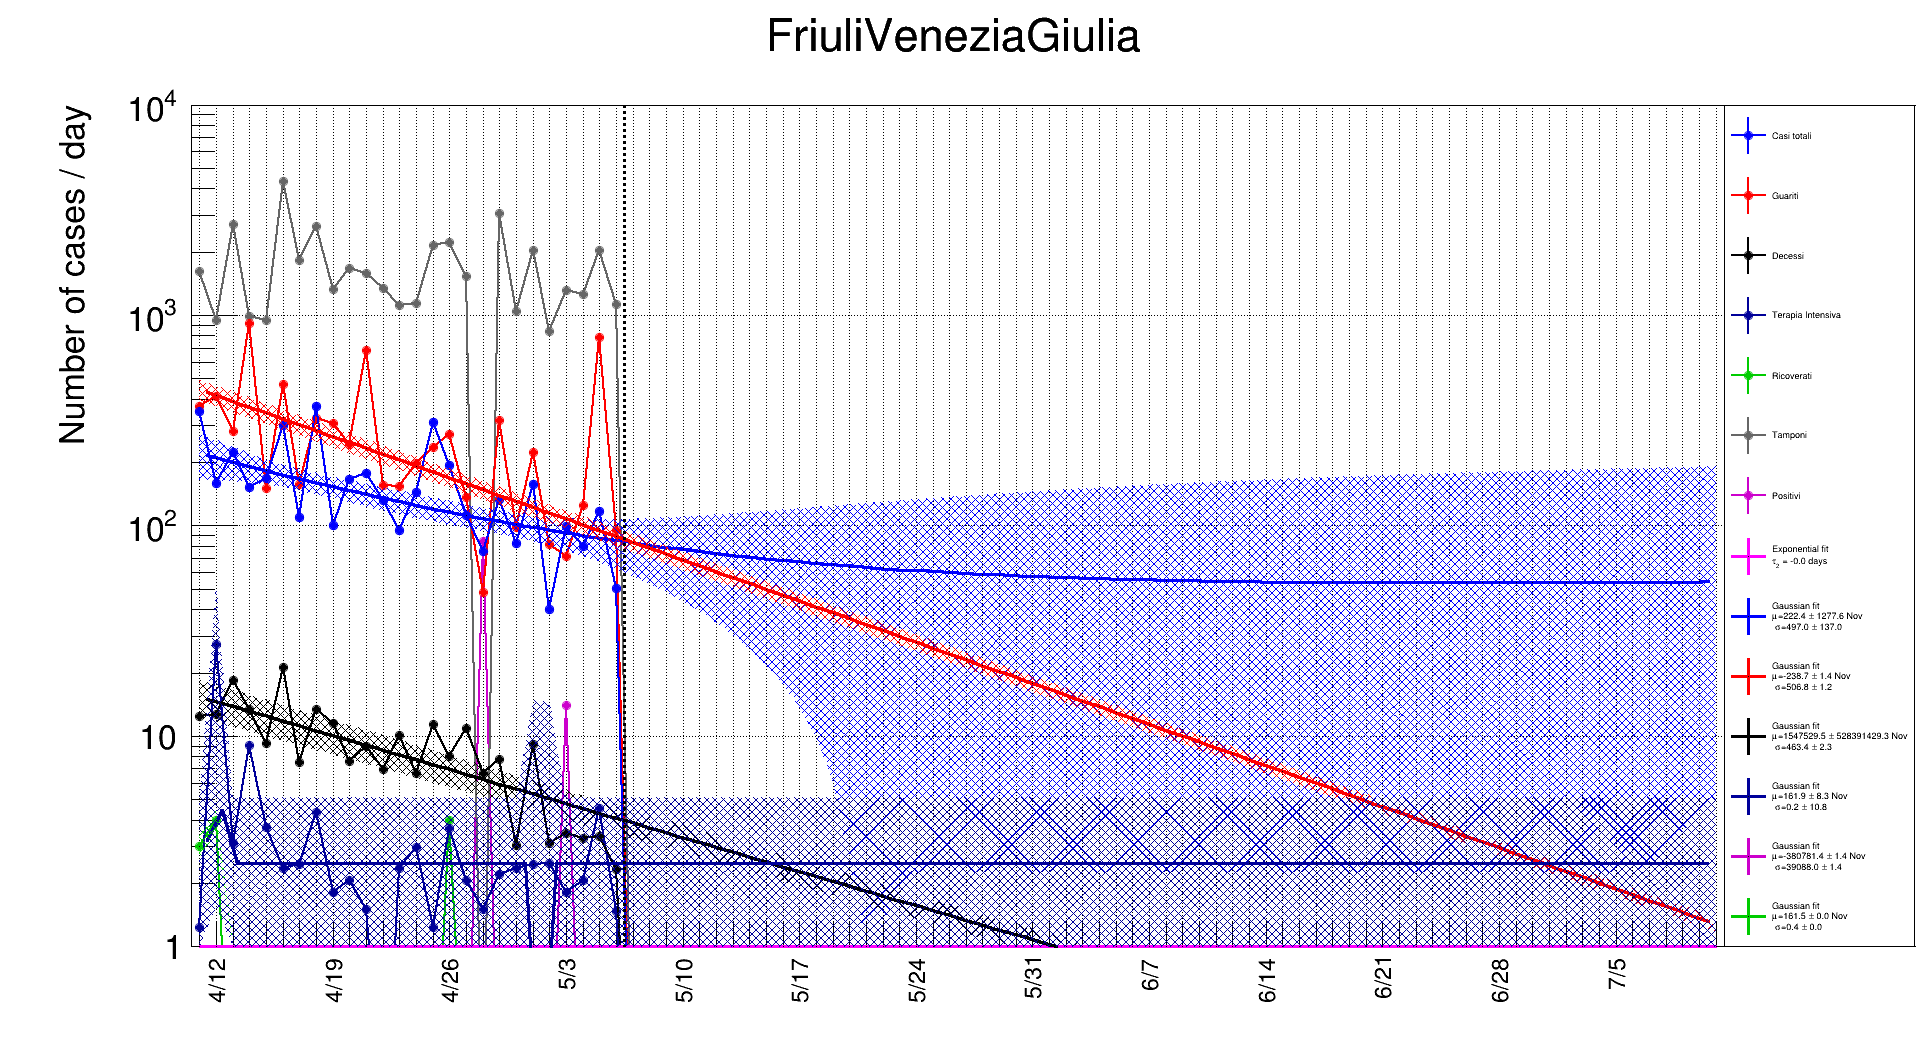 FriuliVeneziaGiulia
Number of cases / day
10^4
10^3
10^2
10
1
4/12
4/19
4/26
5/3
5/10
5/17
5/24
5/31
6/7
6/14
6/21
6/28
7/5
Casi totali
Guariti
Decessi
Terapia Intensiva
Ricoverati
Tamponi
Positivi
Exponential fit
τ_2 = -0.0 days
Gaussian fit
μ=222.4 ± 1277.6 Nov
σ=497.0 ± 137.0
Gaussian fit
μ=-238.7 ± 1.4 Nov
σ=506.8 ± 1.2
Gaussian fit
μ=1547529.5 ± 528391429.3 Nov
σ=463.4 ± 2.3
Gaussian fit
μ=161.9 ± 8.3 Nov
σ=0.2 ± 10.8
Gaussian fit
μ=-380781.4 ± 1.4 Nov
σ=39088.0 ± 1.4
Gaussian fit
μ=161.5 ± 0.0 Nov
σ=0.4 ± 0.0